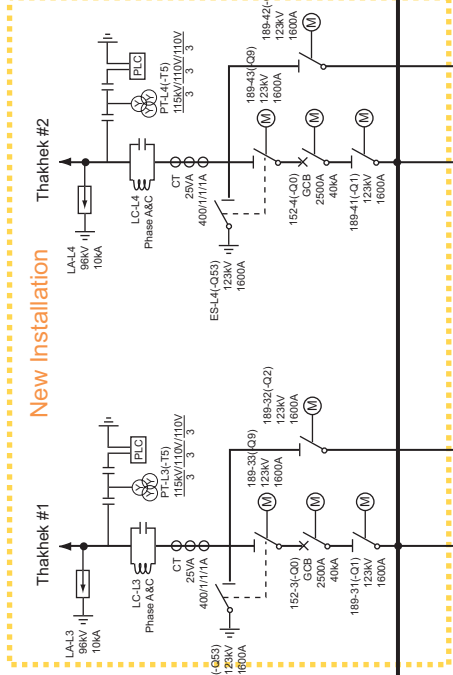 New Installation
Thakhek #1
LA-L3
96kV
10kA
PLC
PT-L3(-T5)
115kV/110V/110V
3 3 3
LC-L3
Phase A&C
CT
25VA
400/1/1/1A
(-Q53)
123kV
1600A
189-33(-Q9)
123kV
1600A
M
189-32(-Q2)
123kV
1600A
M
152-3(-Q0)
GCB
2500A
40kA
M
189-31(-Q1)
123kV
1600A
M
Thakhek #2
LA-L4
96kV
10kA
PLC
PT-L4(-T5)
115kV/110V/110V
3 3 3
LC-L4
Phase A&C
CT
25VA
400/1/1/1A
ES-L4(-Q53)
123kV
1600A
189-43(-Q9)
123kV
1600A
M
189-42(-Q2
123kV
1600A
M
152-4(-Q0)
GCB
2500A
40kA
M
189-41(-Q1)
123kV
1600A
M